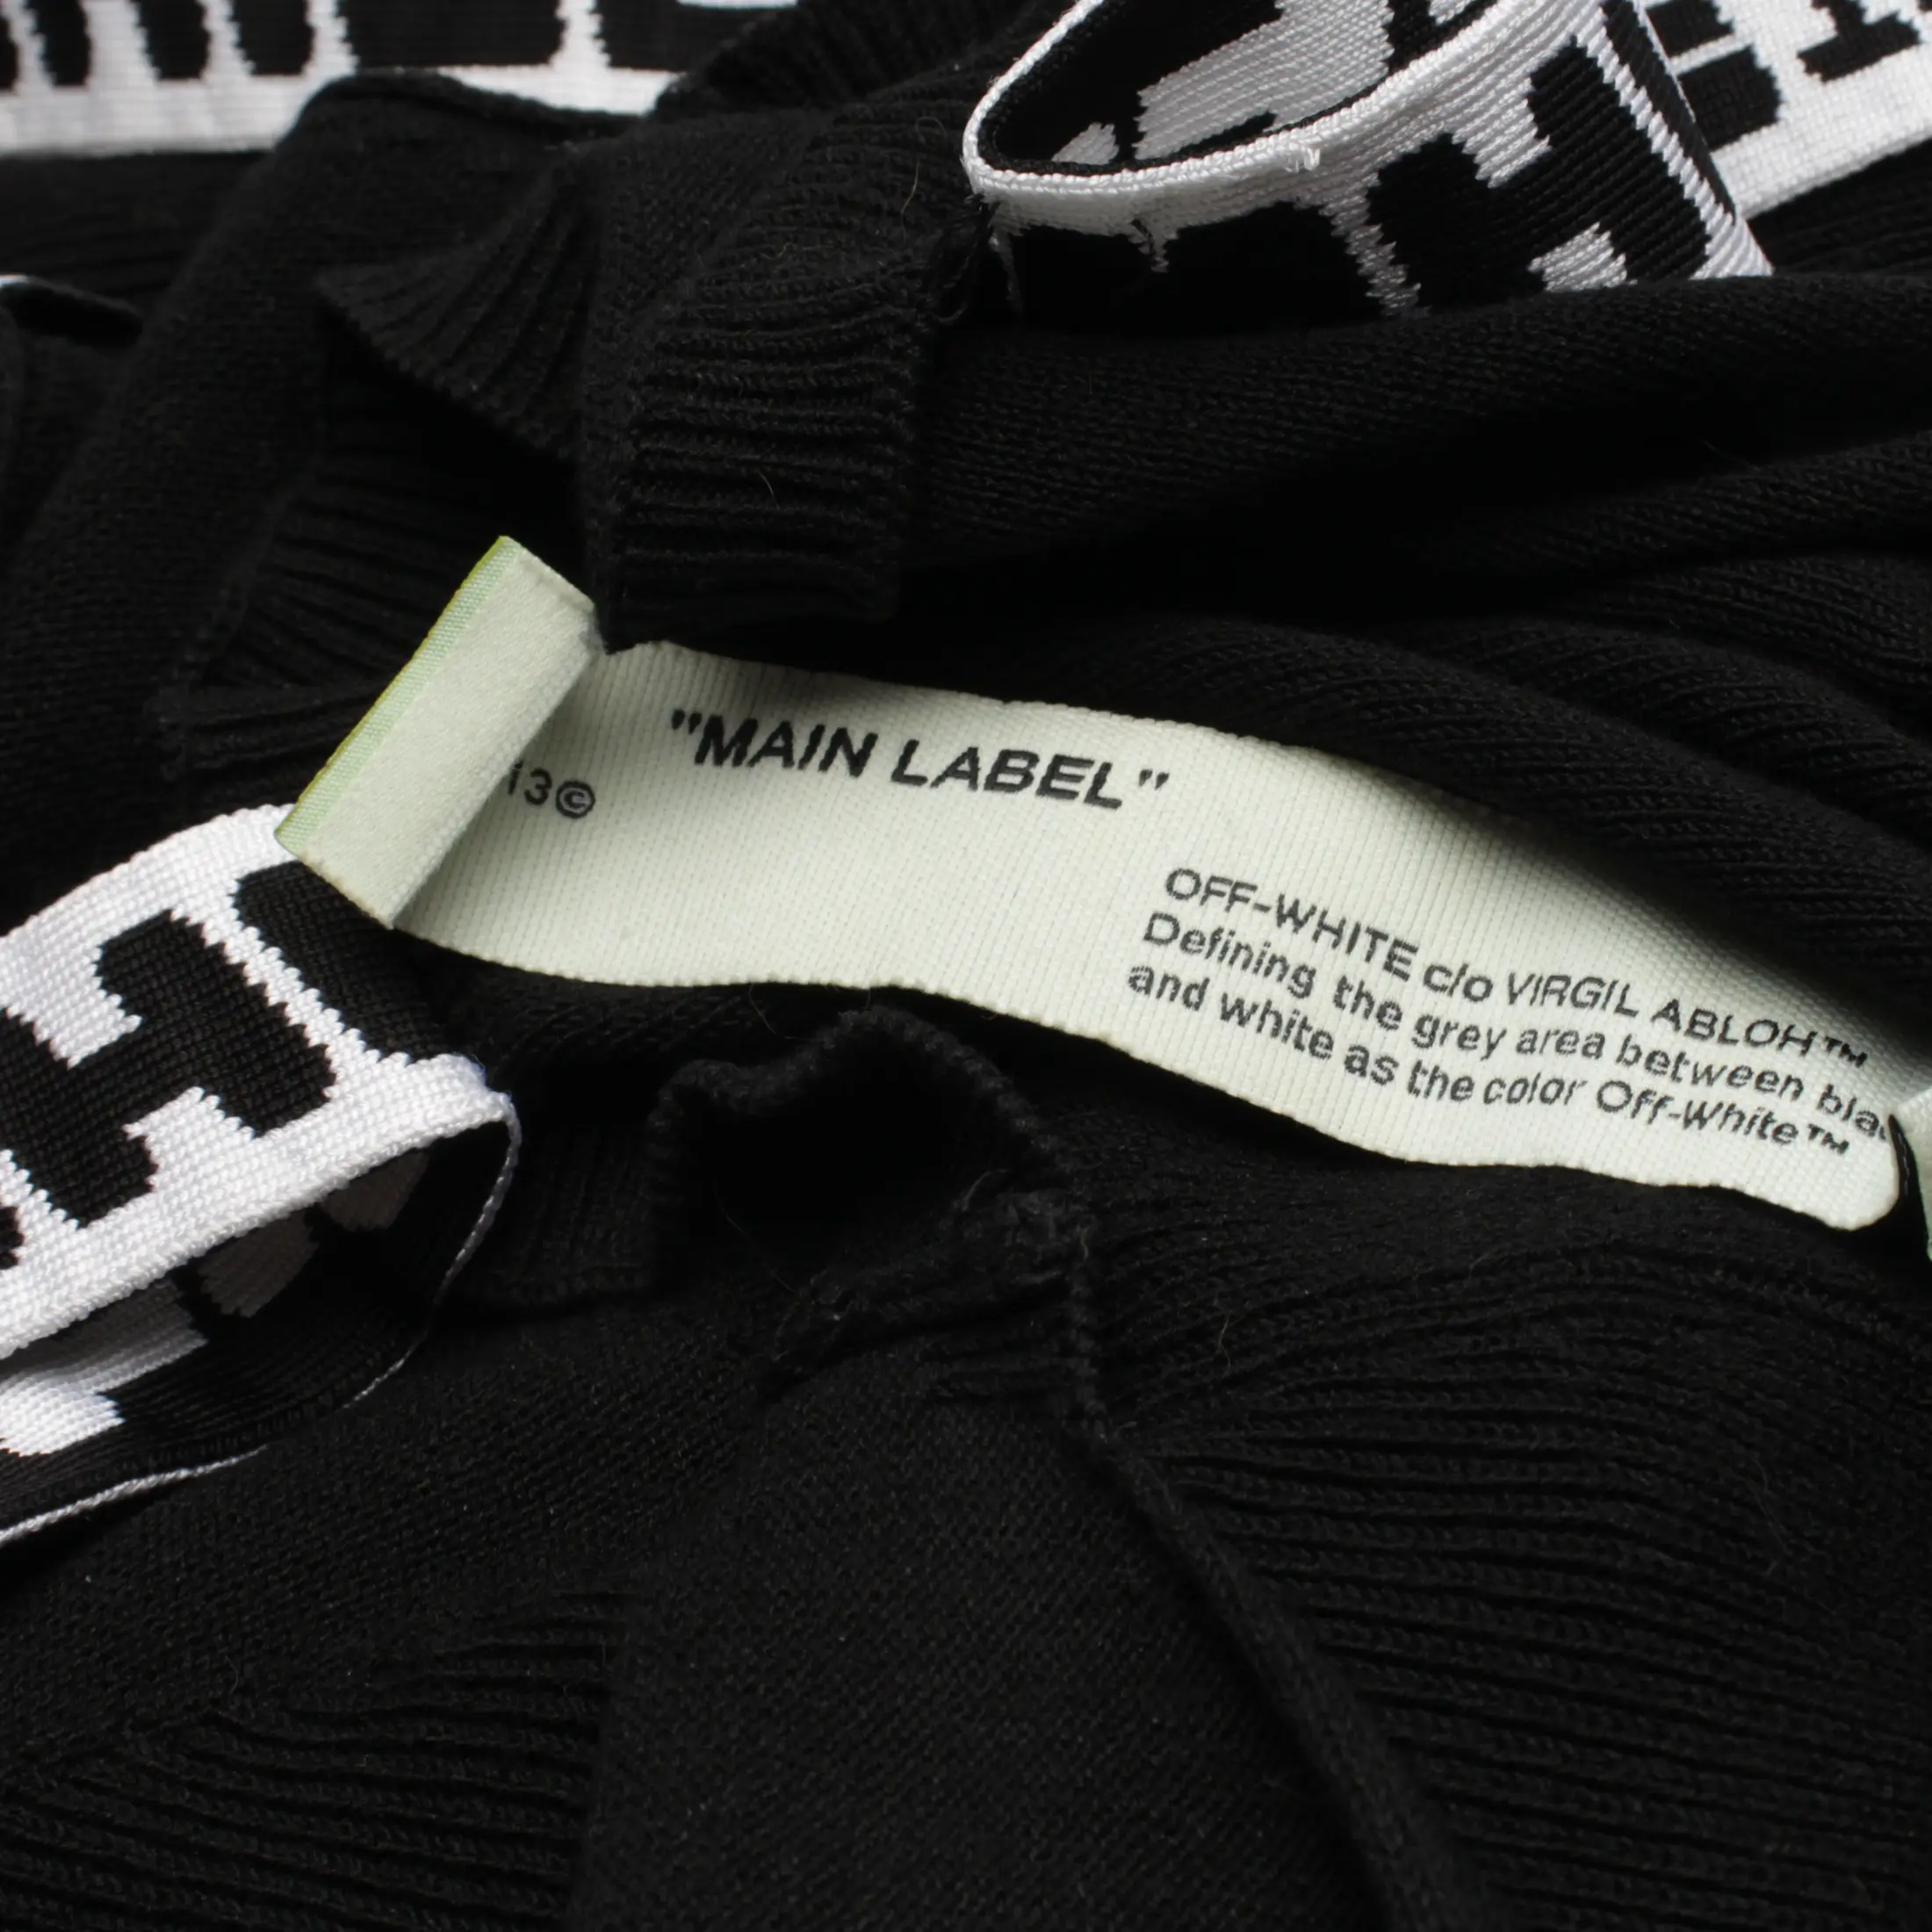 "MAIN LABEL"
13©
OFF-WHITE c/o VIRGIL ABLOH™
Defining the grey area between
and white as the color Off-White™